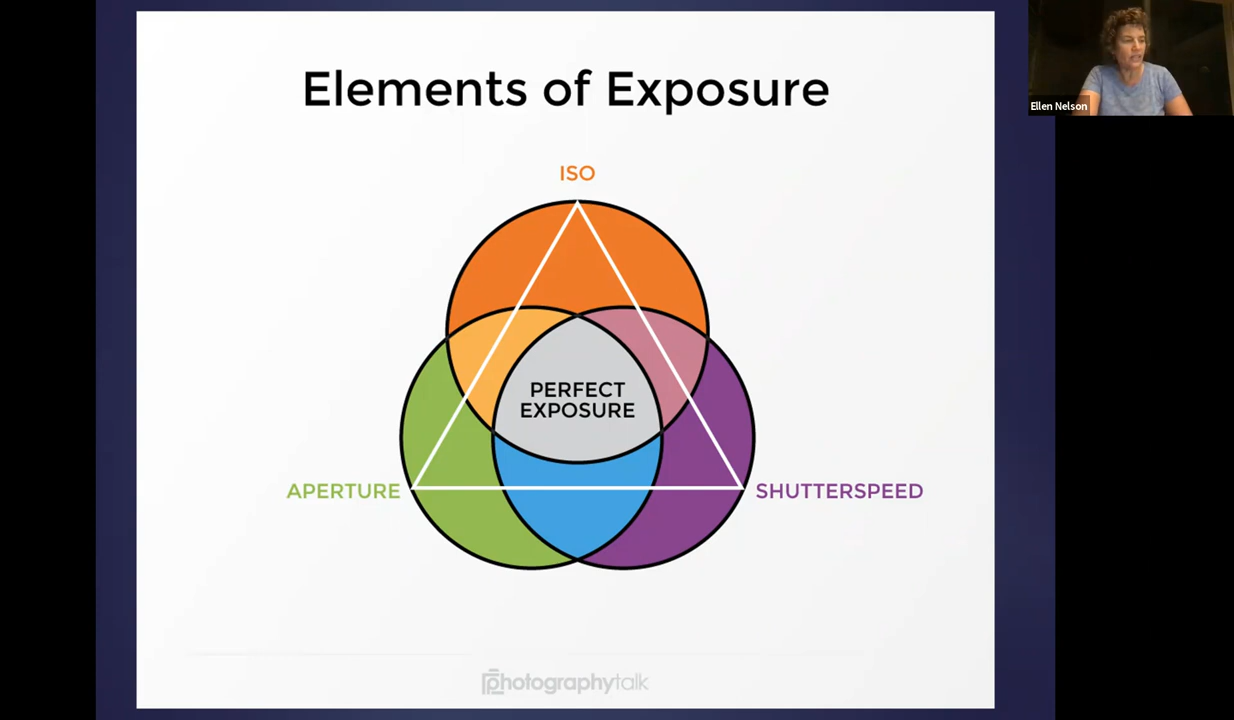 Elements of Exposure
Ellen Nelson
ISO
PERFECT
EXPOSURE
APERTURE
SHUTTERSPEED
photographytalk